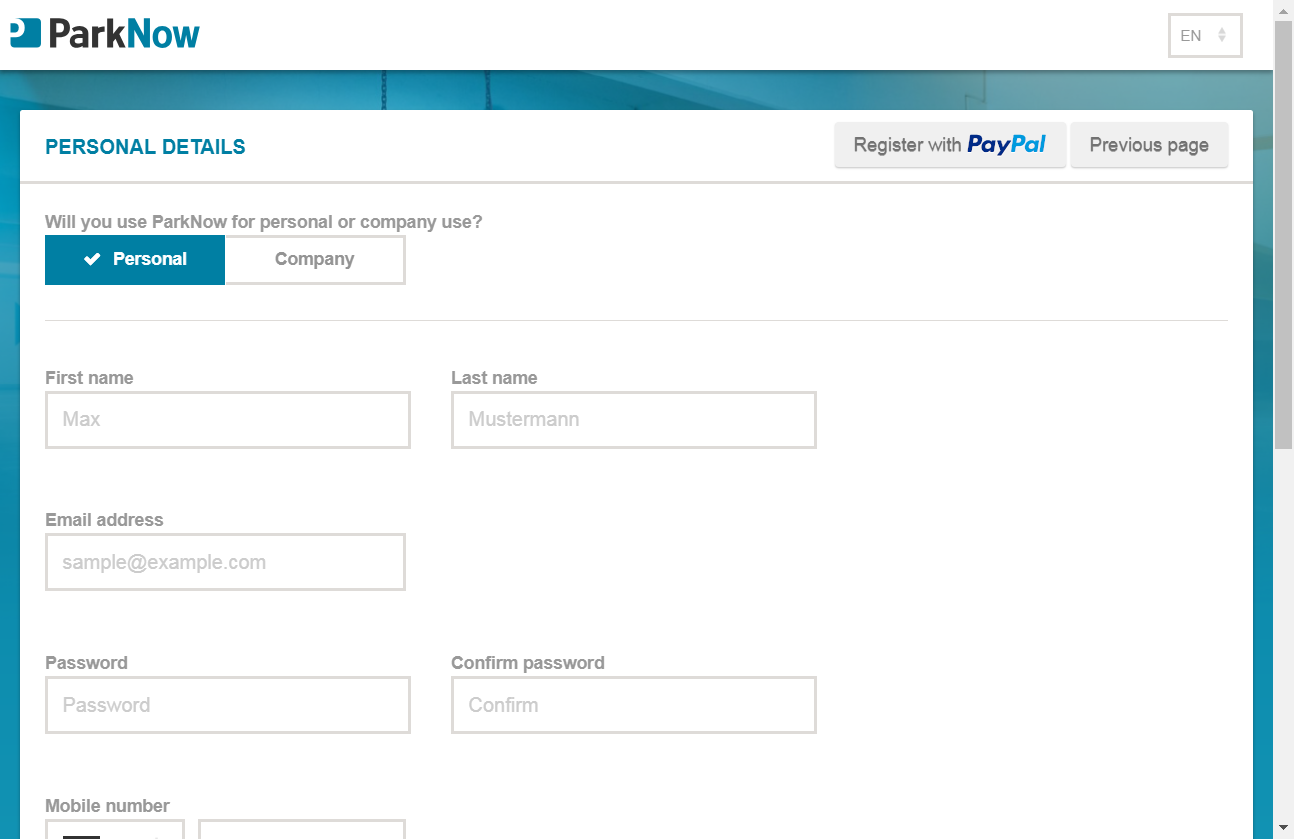 ParkNow
EN
PERSONAL DETAILS
Register with PayPal
Previous page
Will you use ParkNow for personal or company use?
Personal
Company
First name
Last name
Max
Mustermann
Email address
sample@example.com
Password
Confirm password
Password
Confirm
Mobile number